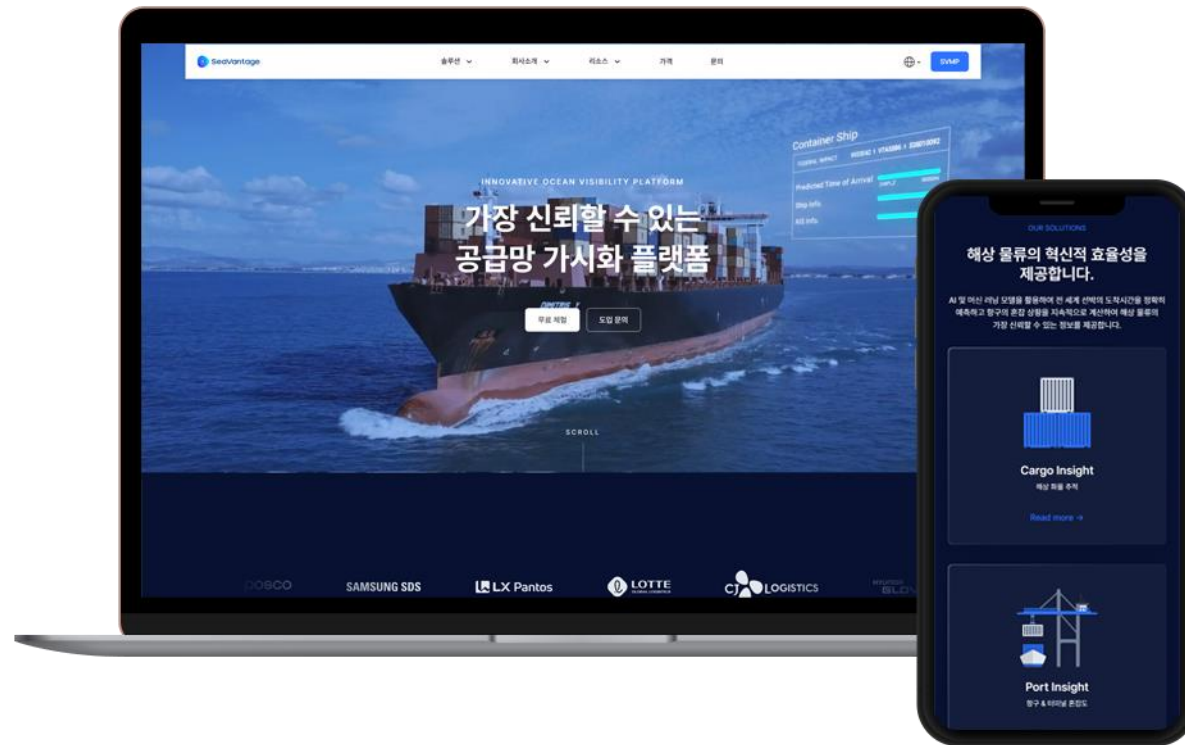 SeaVantage
솔루션
회사소개
리소스
가격
문의
SVMP
INNOVATIVE OCEAN VISIBILITY PLATFORM
가장 신뢰할 수 있는
공급망 가시화 플랫폼
무료 체험
도입 문의
SCROLL
Container Ship
Predicted Time of Arrival
Ship Info.
SAMSUNG SDS
LX Pantos
LOTTE
GLOBAL LOGISTICS
CJ LOGISTICS
OUR SOLUTIONS
해상 물류의 혁신적 효율성을
제공합니다.
AI 및 머신 러닝 모델을 활용하여 전 세계 선박의 도착시간을 정확히
예측하고 항구의 혼잡 상황을 지속적으로 계산하여 해상 물류의
가장 신뢰할 수 있는 정보를 제공합니다.
Cargo Insight
해상 화물 추적
Read more →
Port Insight
항구 & 터미널 혼잡도